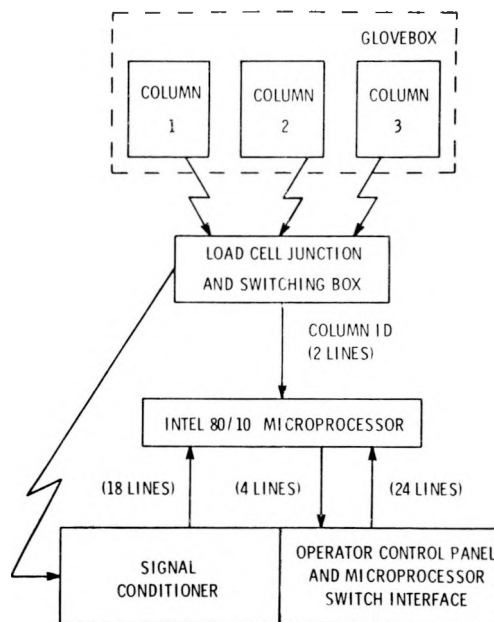 GLOVEBOX
COLUMN
1
COLUMN
2
COLUMN
3
LOAD CELL JUNCTION
AND SWITCHING BOX
COLUMN ID
(2 LINES)
INTEL 80/10 MICROPROCESSOR
(18 LINES)
(4 LINES)
(24 LINES)
SIGNAL
CONDITIONER
OPERATOR CONTROL PANEL
AND MICROPROCESSOR
SWITCH INTERFACE